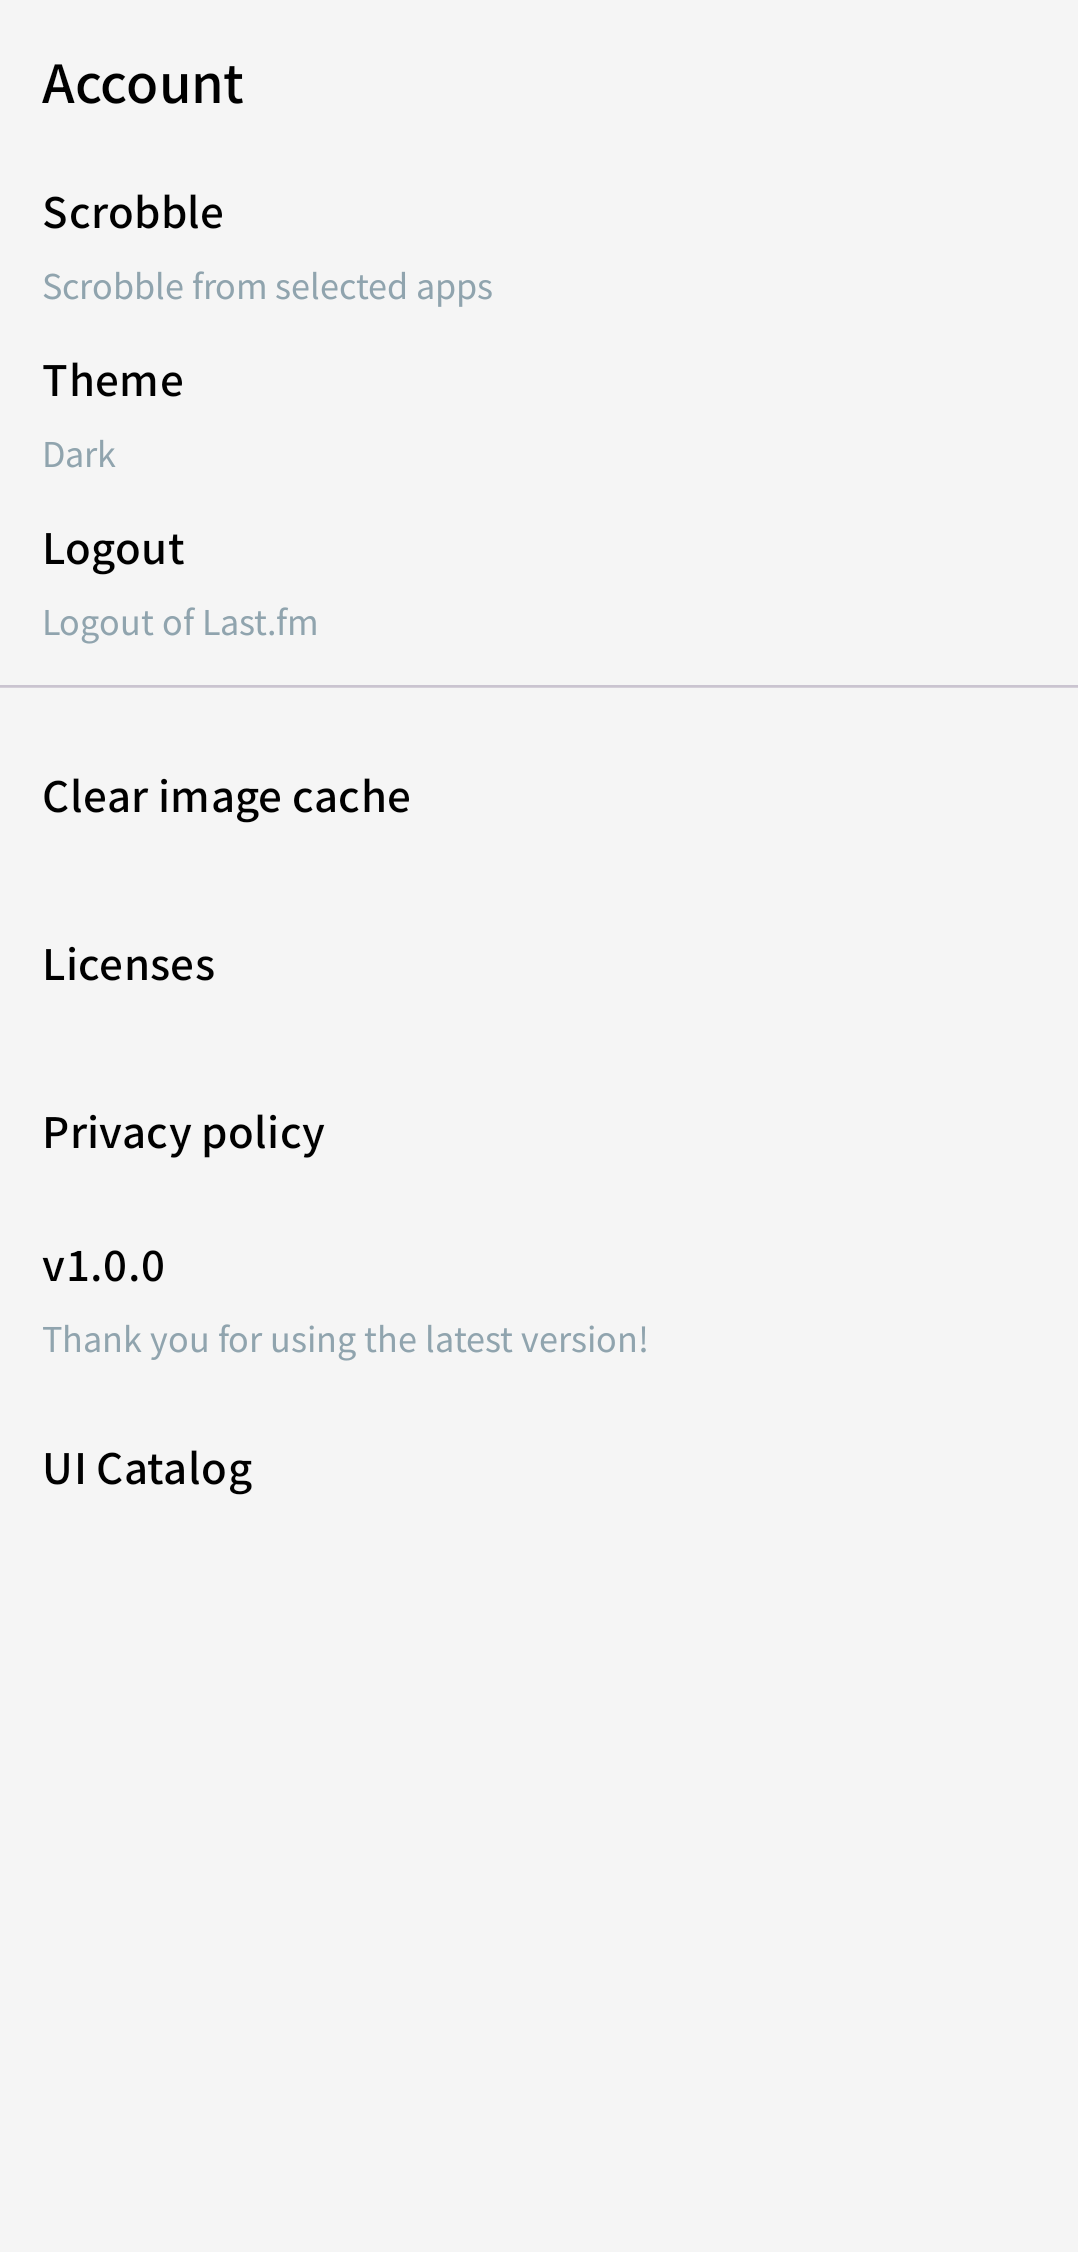 Account
Scrobble
Scrobble from selected apps
Theme
Dark
Logout
Logout of Last.fm
Clear image cache
Licenses
Privacy policy
v1.0.0
Thank you for using the latest version!
UI Catalog